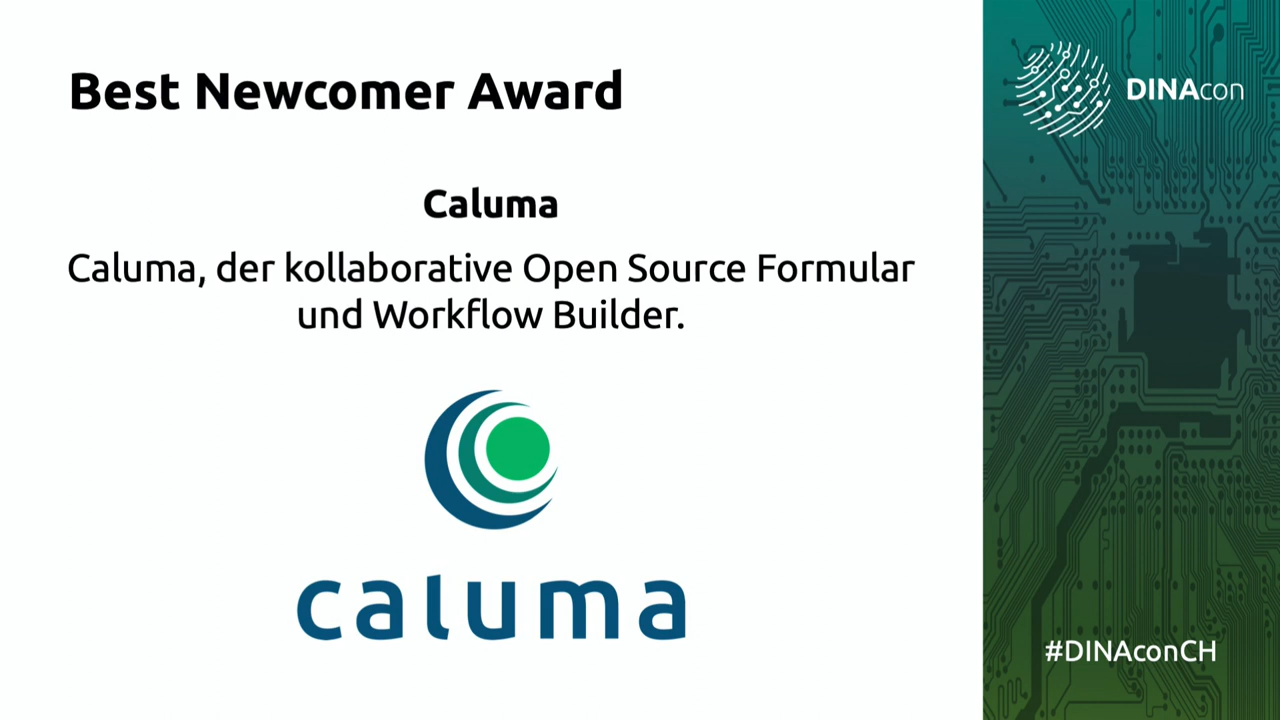 Best Newcomer Award
DINAcon
Caluma
Caluma, der kollaborative Open Source Formular
und Workflow Builder.
caluma
#DINAconCH